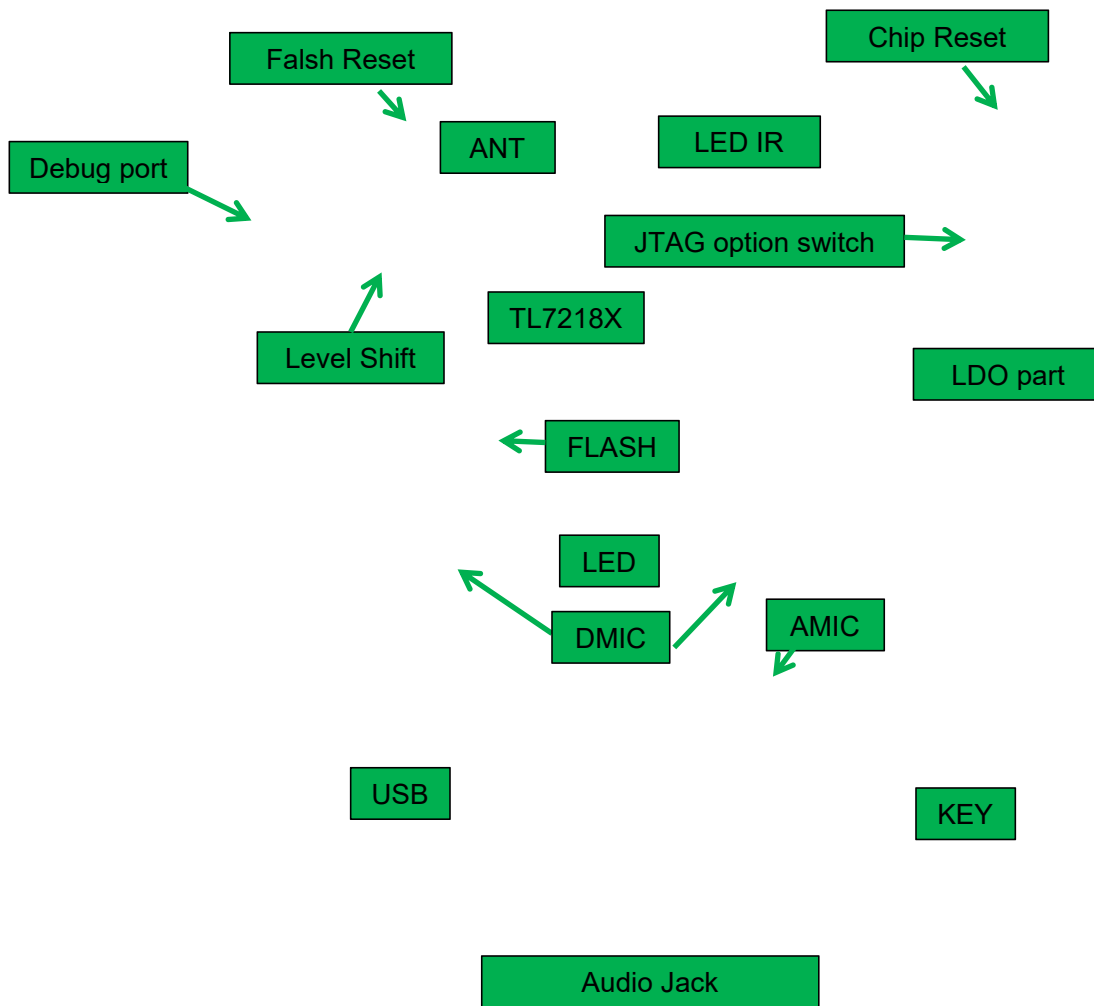 Falsh Reset
Chip Reset
ANT
LED IR
Debug port
JTAG option switch
TL7218X
Level Shift
LDO part
FLASH
LED
DMIC
AMIC
USB
KEY
Audio Jack